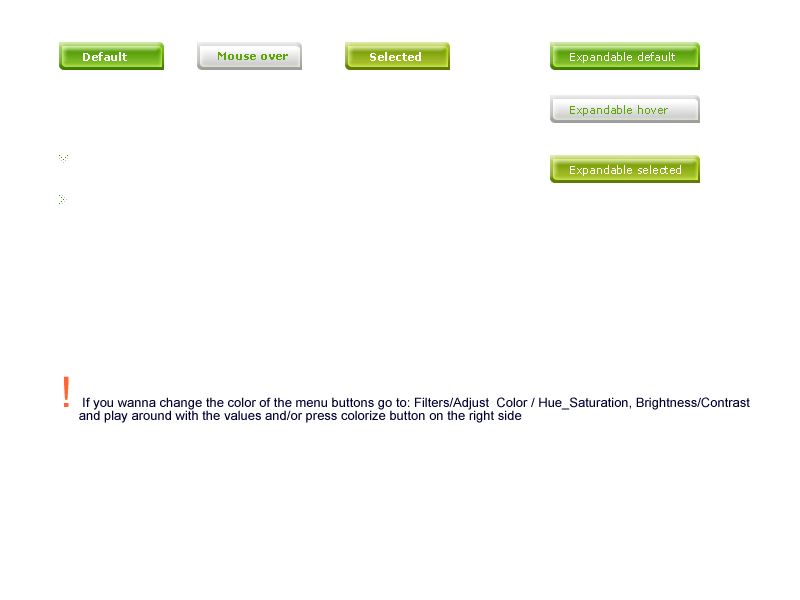 Default
Mouse over
Selected
Expandable default
Expandable hover
Expandable selected
! If you wanna change the color of the menu buttons go to: Filters/Adjust  Color / Hue_Saturation, Brightness/Contrast
and play around with the values and/or press colorize button on the right side